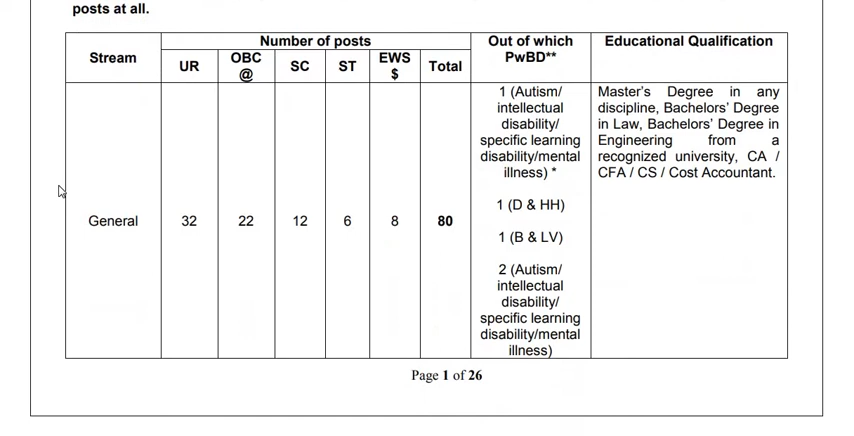 posts at all.
Stream
Number of posts
Out of which PwBD**
Educational Qualification
UR
OBC @
SC
ST
EWS $
Total
General
32
22
12
6
8
80
1 (Autism/
intellectual
disability/
specific learning
disability/mental
illness) *
1 (D & HH)
1 (B & LV)
2 (Autism/
intellectual
disability/
specific learning
disability/mental
illness)
Master's Degree in any
discipline, Bachelors' Degree
in Law, Bachelors' Degree in
Engineering from a
recognized university, CA /
CFA / CS / Cost Accountant.
Page 1 of 26